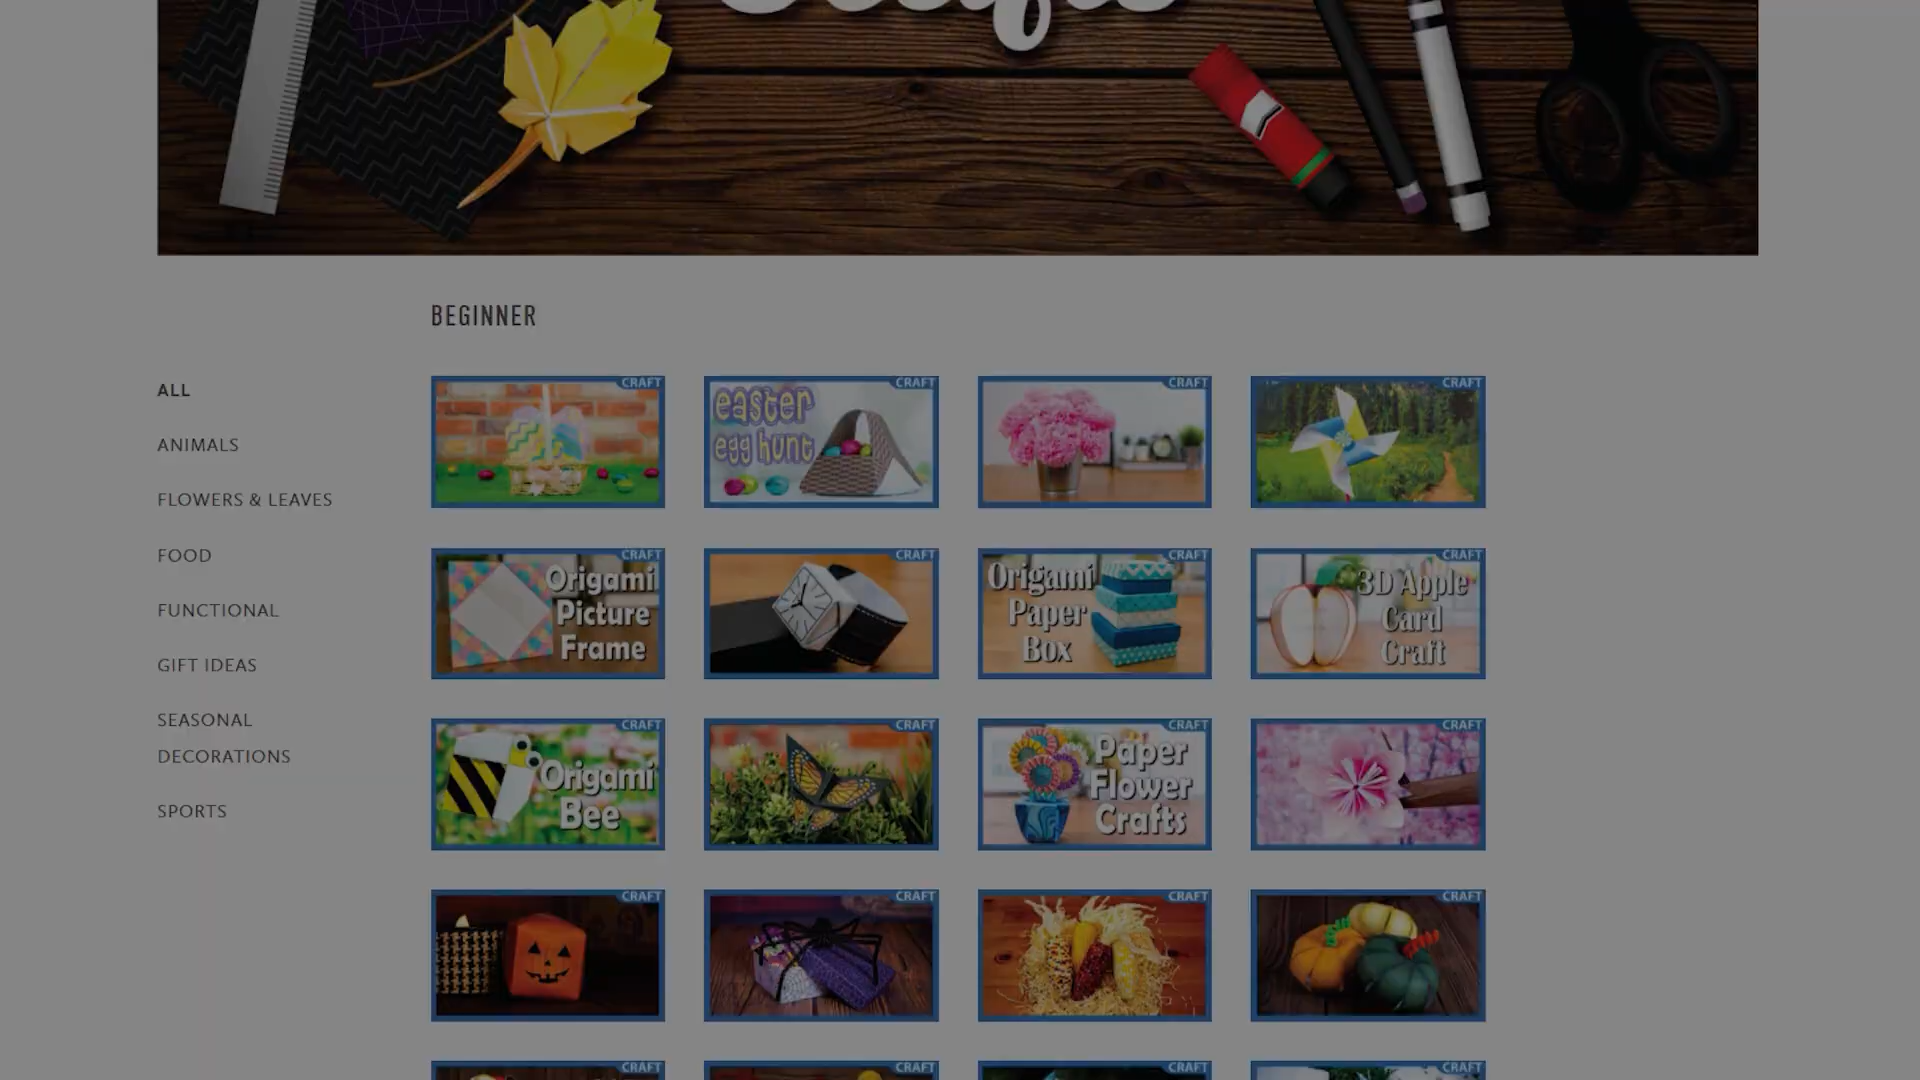 BEGINNER
ALL
ANIMALS
FLOWERS & LEAVES
FOOD
FUNCTIONAL
GIFT IDEAS
SEASONAL
DECORATIONS
SPORTS
CRAFT
CRAFT
easter
egg hunt
CRAFT
CRAFT
CRAFT
Origami
Picture
Frame
CRAFT
CRAFT
Origami
Paper
Box
CRAFT
3D Apple
Card
Craft
CRAFT
Origami
Bee
CRAFT
CRAFT
Paper
Flower
Crafts
CRAFT
CRAFT
CRAFT
CRAFT
CRAFT
CRAFT
CRAFT
CRAFT
CRAFT